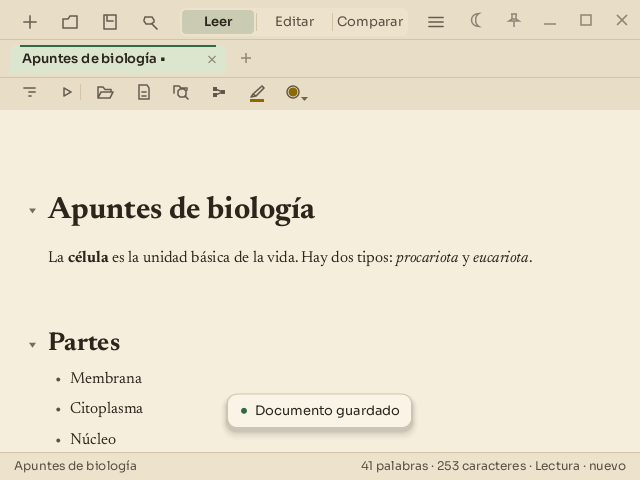 Leer Editar Comparar
Apuntes de biología •
Apuntes de biología
La célula es la unidad básica de la vida. Hay dos tipos: procariota y eucariota.
Partes
• Membrana
• Citoplasma
• Núcleo
Documento guardado
Apuntes de biología 41 palabras · 253 caracteres · Lectura · nuevo